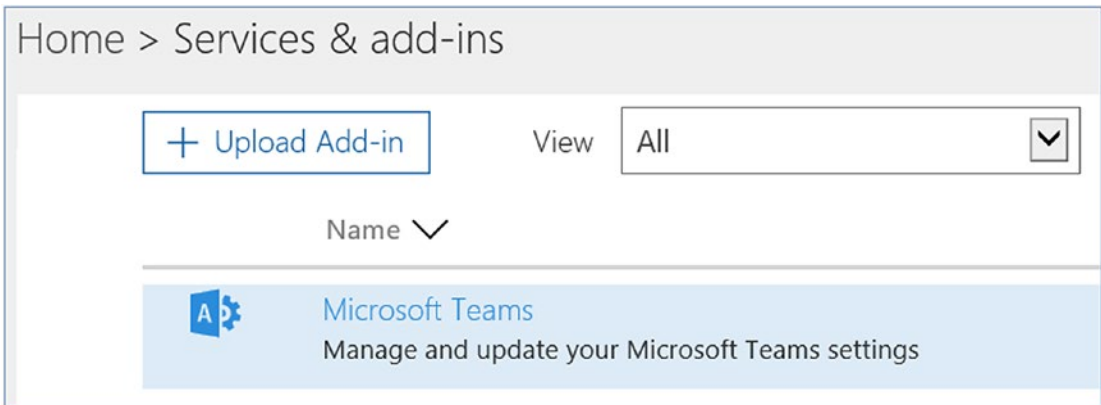 Home > Services & add-ins
+ Upload Add-in View All
Name
Microsoft Teams
Manage and update your Microsoft Teams settings